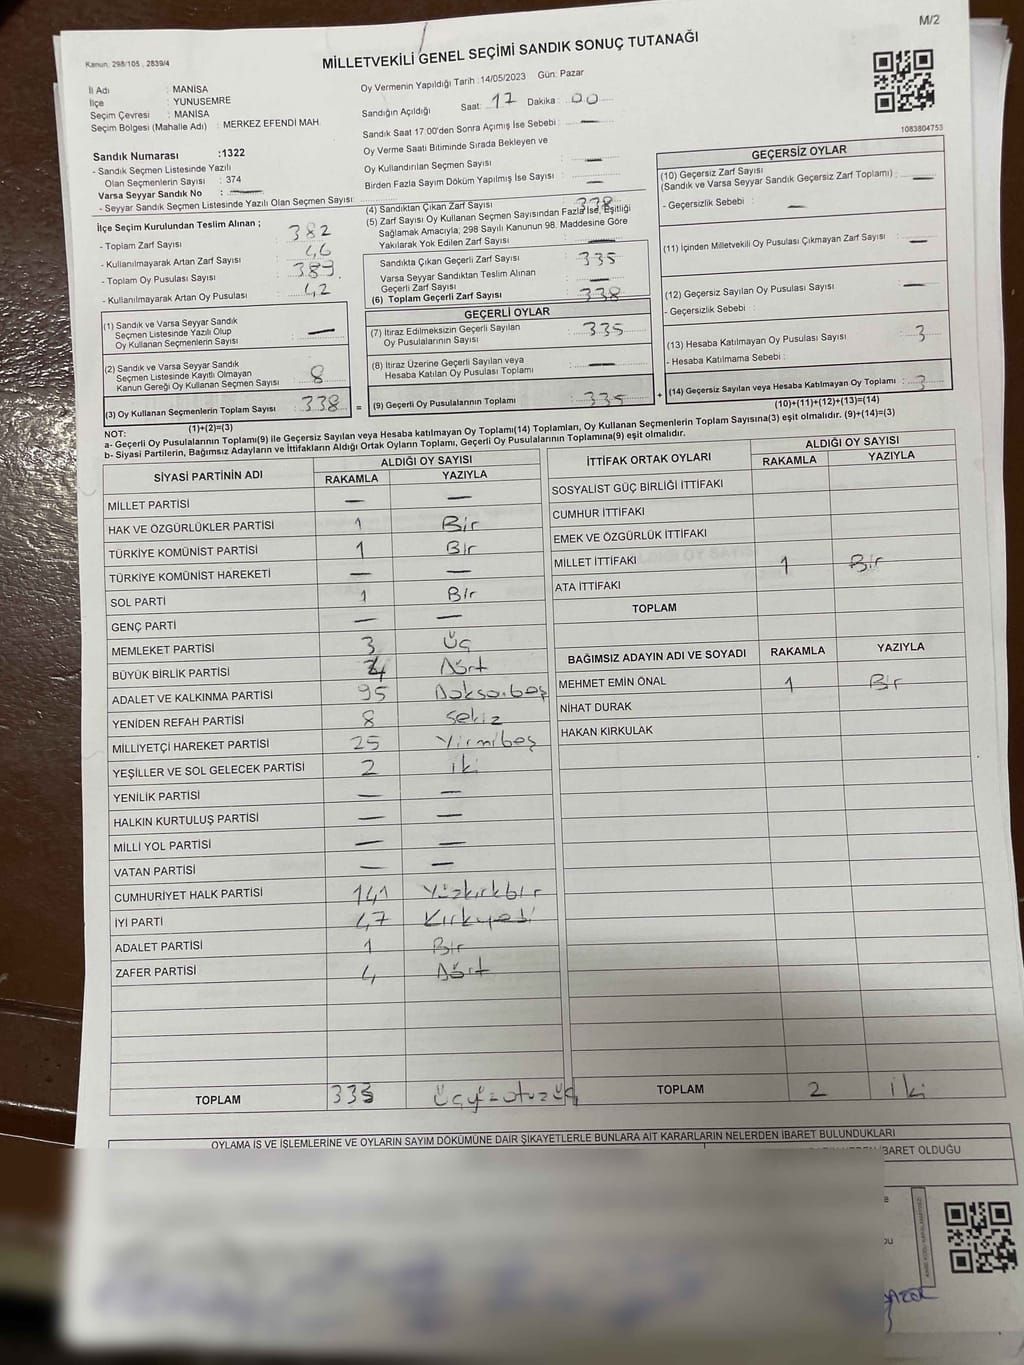 M/2
Kanun, 298/105 , 2839/4
MİLLETVEKİLİ GENEL SEÇİMİ SANDIK SONUÇ TUTANAĞI
İl Adı : MANİSA
İlçe : YUNUSEMRE
Seçim Çevresi : MANİSA
Seçim Bölgesi (Mahalle Adı) : MERKEZ EFENDİ MAH
Sandık Numarası :1322
- Sandık Seçmen Listesinde Yazılı
Olan Seçmenlerin Sayısı : 374
Varsa Seyyar Sandık No : —
- Seyyar Sandık Seçmen Listesinde Yazılı Olan Seçmen Sayısı
Oy Vermenin Yapıldığı Tarih :14/05/2023 Gün: Pazar
Sandığın Açıldığı Saat: 17 Dakika : 00
Sandık Saat 17.00'den Sonra Açımış İse Sebebi : —
Oy Verme Saati Bitiminde Sırada Bekleyen ve
Oy Kullandırılan Seçmen Sayısı : —
Birden Fazla Sayım Döküm Yapılmış İse Sayısı : —
1083804753
İlçe Seçim Kurulundan Teslim Alınan ;
- Toplam Zarf Sayısı : 382
- Kullanılmayarak Artan Zarf Sayısı : 46
- Toplam Oy Pusulası Sayısı : 389
- Kullanılmayarak Artan Oy Pusulası : 42
(4) Sandıktan Çıkan Zarf Sayısı : 338
(5) Zarf Sayısı Oy Kullanan Seçmen Sayısından Fazla İse, Eşitliği
Sağlamak Amacıyla; 298 Sayılı Kanunun 98. Maddesine Göre
Yakılarak Yok Edilen Zarf Sayısı : —
Sandıkta Çıkan Geçerli Zarf Sayısı : 335
Varsa Seyyar Sandıktan Teslim Alınan
Geçerli Zarf Sayısı : —
(6) Toplam Geçerli Zarf Sayısı : 338
GEÇERSİZ OYLAR
(10) Geçersiz Zarf Sayısı
(Sandık ve Varsa Seyyar Sandık Geçersiz Zarf Toplamı) : —
- Geçersizlik Sebebi : —
(11) İçinden Milletvekili Oy Pusulası Çıkmayan Zarf Sayısı : —
(12) Geçersiz Sayılan Oy Pusulası Sayısı : —
- Geçersizlik Sebebi :
(13) Hesaba Katılmayan Oy Pusulası Sayısı : 3
- Hesaba Katılmama Sebebi :
(14) Geçersiz Sayılan veya Hesaba Katılmayan Oy Toplamı : 3
(10)+(11)+(12)+(13)=(14)
(1) Sandık ve Varsa Seyyar Sandık
Seçmen Listesinde Yazılı Olup
Oy Kullanan Seçmenlerin Sayısı : —
(2) Sandık ve Varsa Seyyar Sandık
Seçmen Listesinde Kayıtlı Olmayan
Kanun Gereği Oy Kullanan Seçmen Sayısı : 8
(3) Oy Kullanan Seçmenlerin Toplam Sayısı : 338 =
(1)+(2)=(3)
GEÇERLİ OYLAR
(7) İtiraz Edilmeksizin Geçerli Sayılan
Oy Pusulalarının Sayısı : 335
(8) İtiraz Üzerine Geçerli Sayılan veya
Hesaba Katılan Oy Pusulası Toplamı : —
(9) Geçerli Oy Pusulalarının Toplamı : 335 +
NOT:
a- Geçerli Oy Pusulalarının Toplamı(9) ile Geçersiz Sayılan veya Hesaba katılmayan Oy Toplamı(14) Toplamları, Oy Kullanan Seçmenlerin Toplam Sayısına(3) eşit olmalıdır. (9)+(14)=(3)
b- Siyasi Partilerin, Bağımsız Adayların ve İttifakların Aldığı Ortak Oyların Toplamı, Geçerli Oy Pusulalarının Toplamına(9) eşit olmalıdır.
SİYASİ PARTİNİN ADI ALDIĞI OY SAYISI
RAKAMLA YAZIYLA
MİLLET PARTİSİ — —
HAK VE ÖZGÜRLÜKLER PARTİSİ 1 Bir
TÜRKİYE KOMÜNİST PARTİSİ 1 Bir
TÜRKİYE KOMÜNİST HAREKETİ — —
SOL PARTİ 1 Bir
GENÇ PARTİ — —
MEMLEKET PARTİSİ 3 Üç
BÜYÜK BİRLİK PARTİSİ 4 Dört
ADALET VE KALKINMA PARTİSİ 95 Doksanbeş
YENİDEN REFAH PARTİSİ 8 Sekiz
MİLLİYETÇİ HAREKET PARTİSİ 25 Yirmibeş
YEŞİLLER VE SOL GELECEK PARTİSİ 2 iki
YENİLİK PARTİSİ — —
HALKIN KURTULUŞ PARTİSİ — —
MİLLİ YOL PARTİSİ — —
VATAN PARTİSİ — —
CUMHURİYET HALK PARTİSİ 141 Yüzkırkbir
İYİ PARTİ 47 Kırkyedi
ADALET PARTİSİ 1 Bir
ZAFER PARTİSİ 4 Dört
TOPLAM 333 Üçyüzotuzüç
İTTİFAK ORTAK OYLARI ALDIĞI OY SAYISI
RAKAMLA YAZIYLA
SOSYALİST GÜÇ BİRLİĞİ İTTİFAKI
CUMHUR İTTİFAKI
EMEK VE ÖZGÜRLÜK İTTİFAKI
MİLLET İTTİFAKI 1 Bir
ATA İTTİFAKI
TOPLAM
BAĞIMSIZ ADAYIN ADI VE SOYADI RAKAMLA YAZIYLA
MEHMET EMİN ÖNAL 1 Bir
NİHAT DURAK
HAKAN KIRKULAK
TOPLAM 2 iki
OYLAMA İŞ VE İŞLEMLERİNE VE OYLARIN SAYIM DÖKÜMÜNE DAİR ŞİKAYETLERLE BUNLARA AİT KARARLARIN NELERDEN İBARET BULUNDUKLARI
BARET OLDUĞU